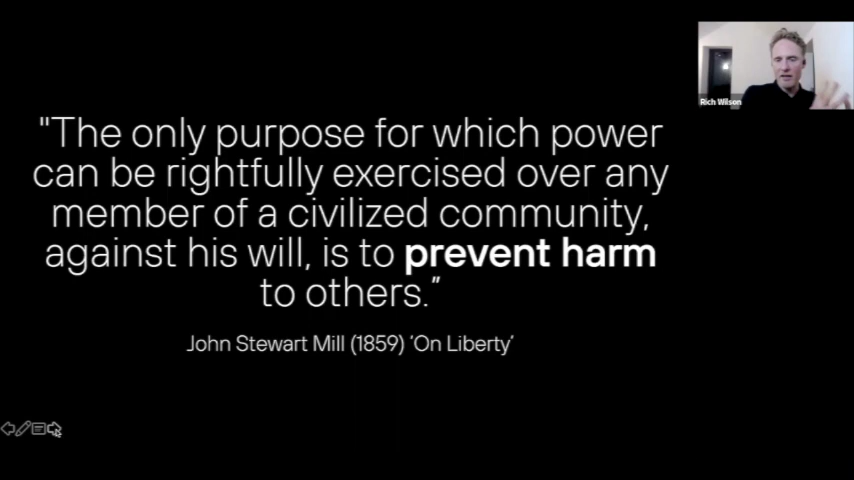 "The only purpose for which power
can be rightfully exercised over any
member of a civilized community,
against his will, is to prevent harm
to others.”
John Stewart Mill (1859) ‘On Liberty’
Rich Wilson